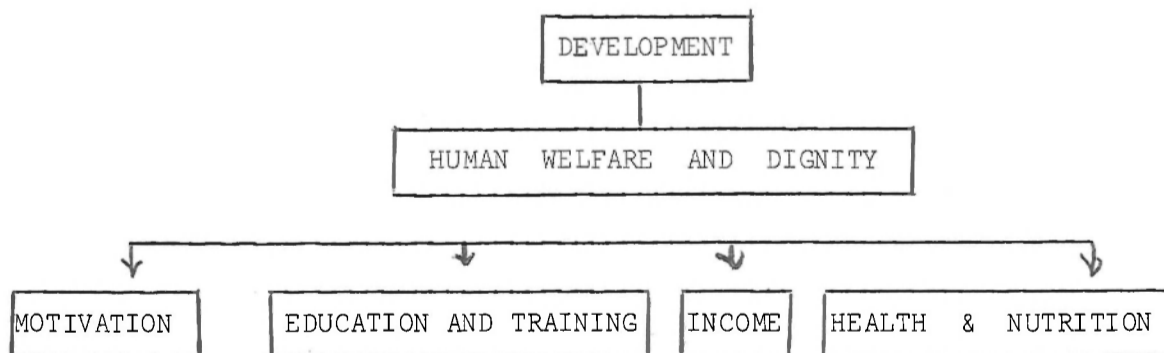 DEVELOPMENT
HUMAN WELFARE AND DIGNITY
MOTIVATION EDUCATION AND TRAINING INCOME HEALTH & NUTRITION